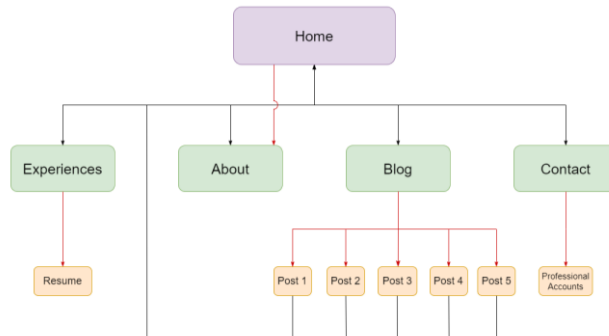 Home
Experiences
About
Blog
Contact
Resume
Post 1
Post 2
Post 3
Post 4
Post 5
Professional
Accounts